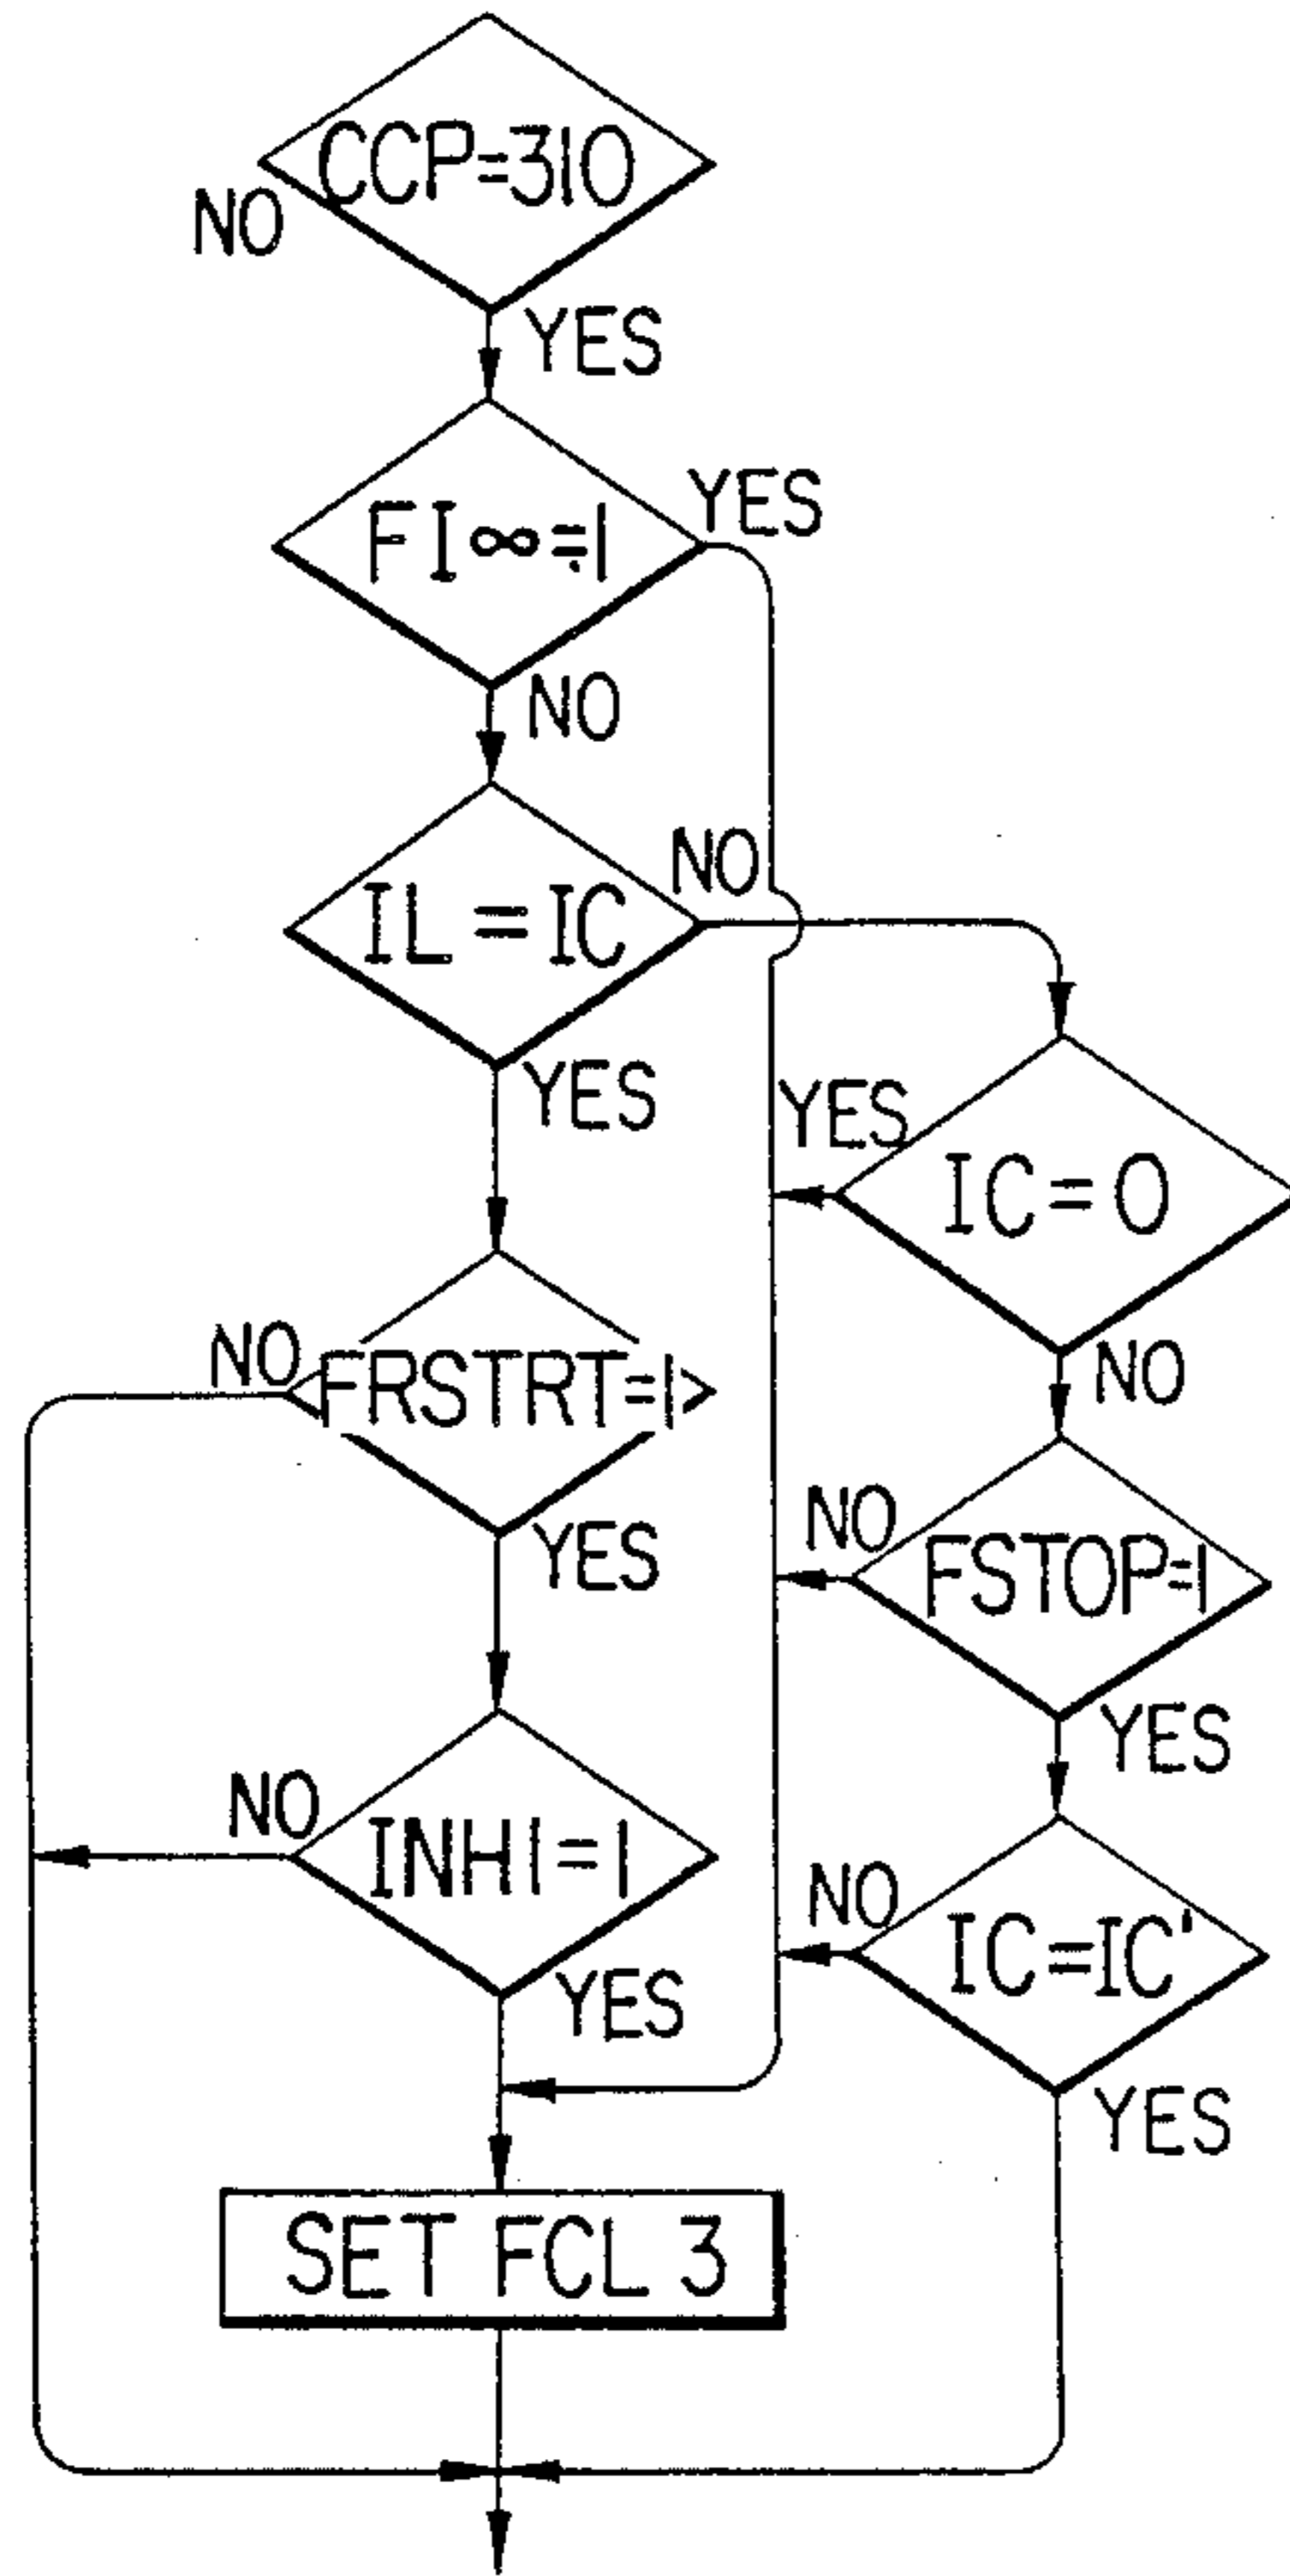 CCP=310
NO
YES
FI∞=1
YES
NO
IL=IC
NO
YES
YES
IC=0
NO
NO
FRSTRT=1
YES
NO
FSTOP=1
YES
NO
INH1=1
YES
NO
IC=IC'
YES
SET FCL 3